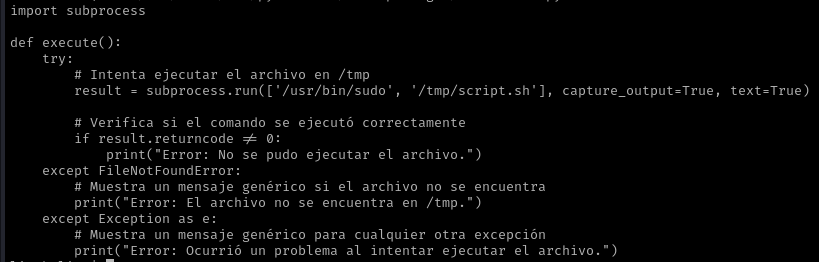 import subprocess
def execute():
    try:
        # Intenta ejecutar el archivo en /tmp
        result = subprocess.run(['/usr/bin/sudo', '/tmp/script.sh'], capture_output=True, text=True)
        # Verifica si el comando se ejecutó correctamente
        if result.returncode ≠ 0:
            print("Error: No se pudo ejecutar el archivo.")
    except FileNotFoundError:
        # Muestra un mensaje genérico si el archivo no se encuentra
        print("Error: El archivo no se encuentra en /tmp.")
    except Exception as e:
        # Muestra un mensaje genérico para cualquier otra excepción
        print("Error: Ocurrió un problema al intentar ejecutar el archivo.")